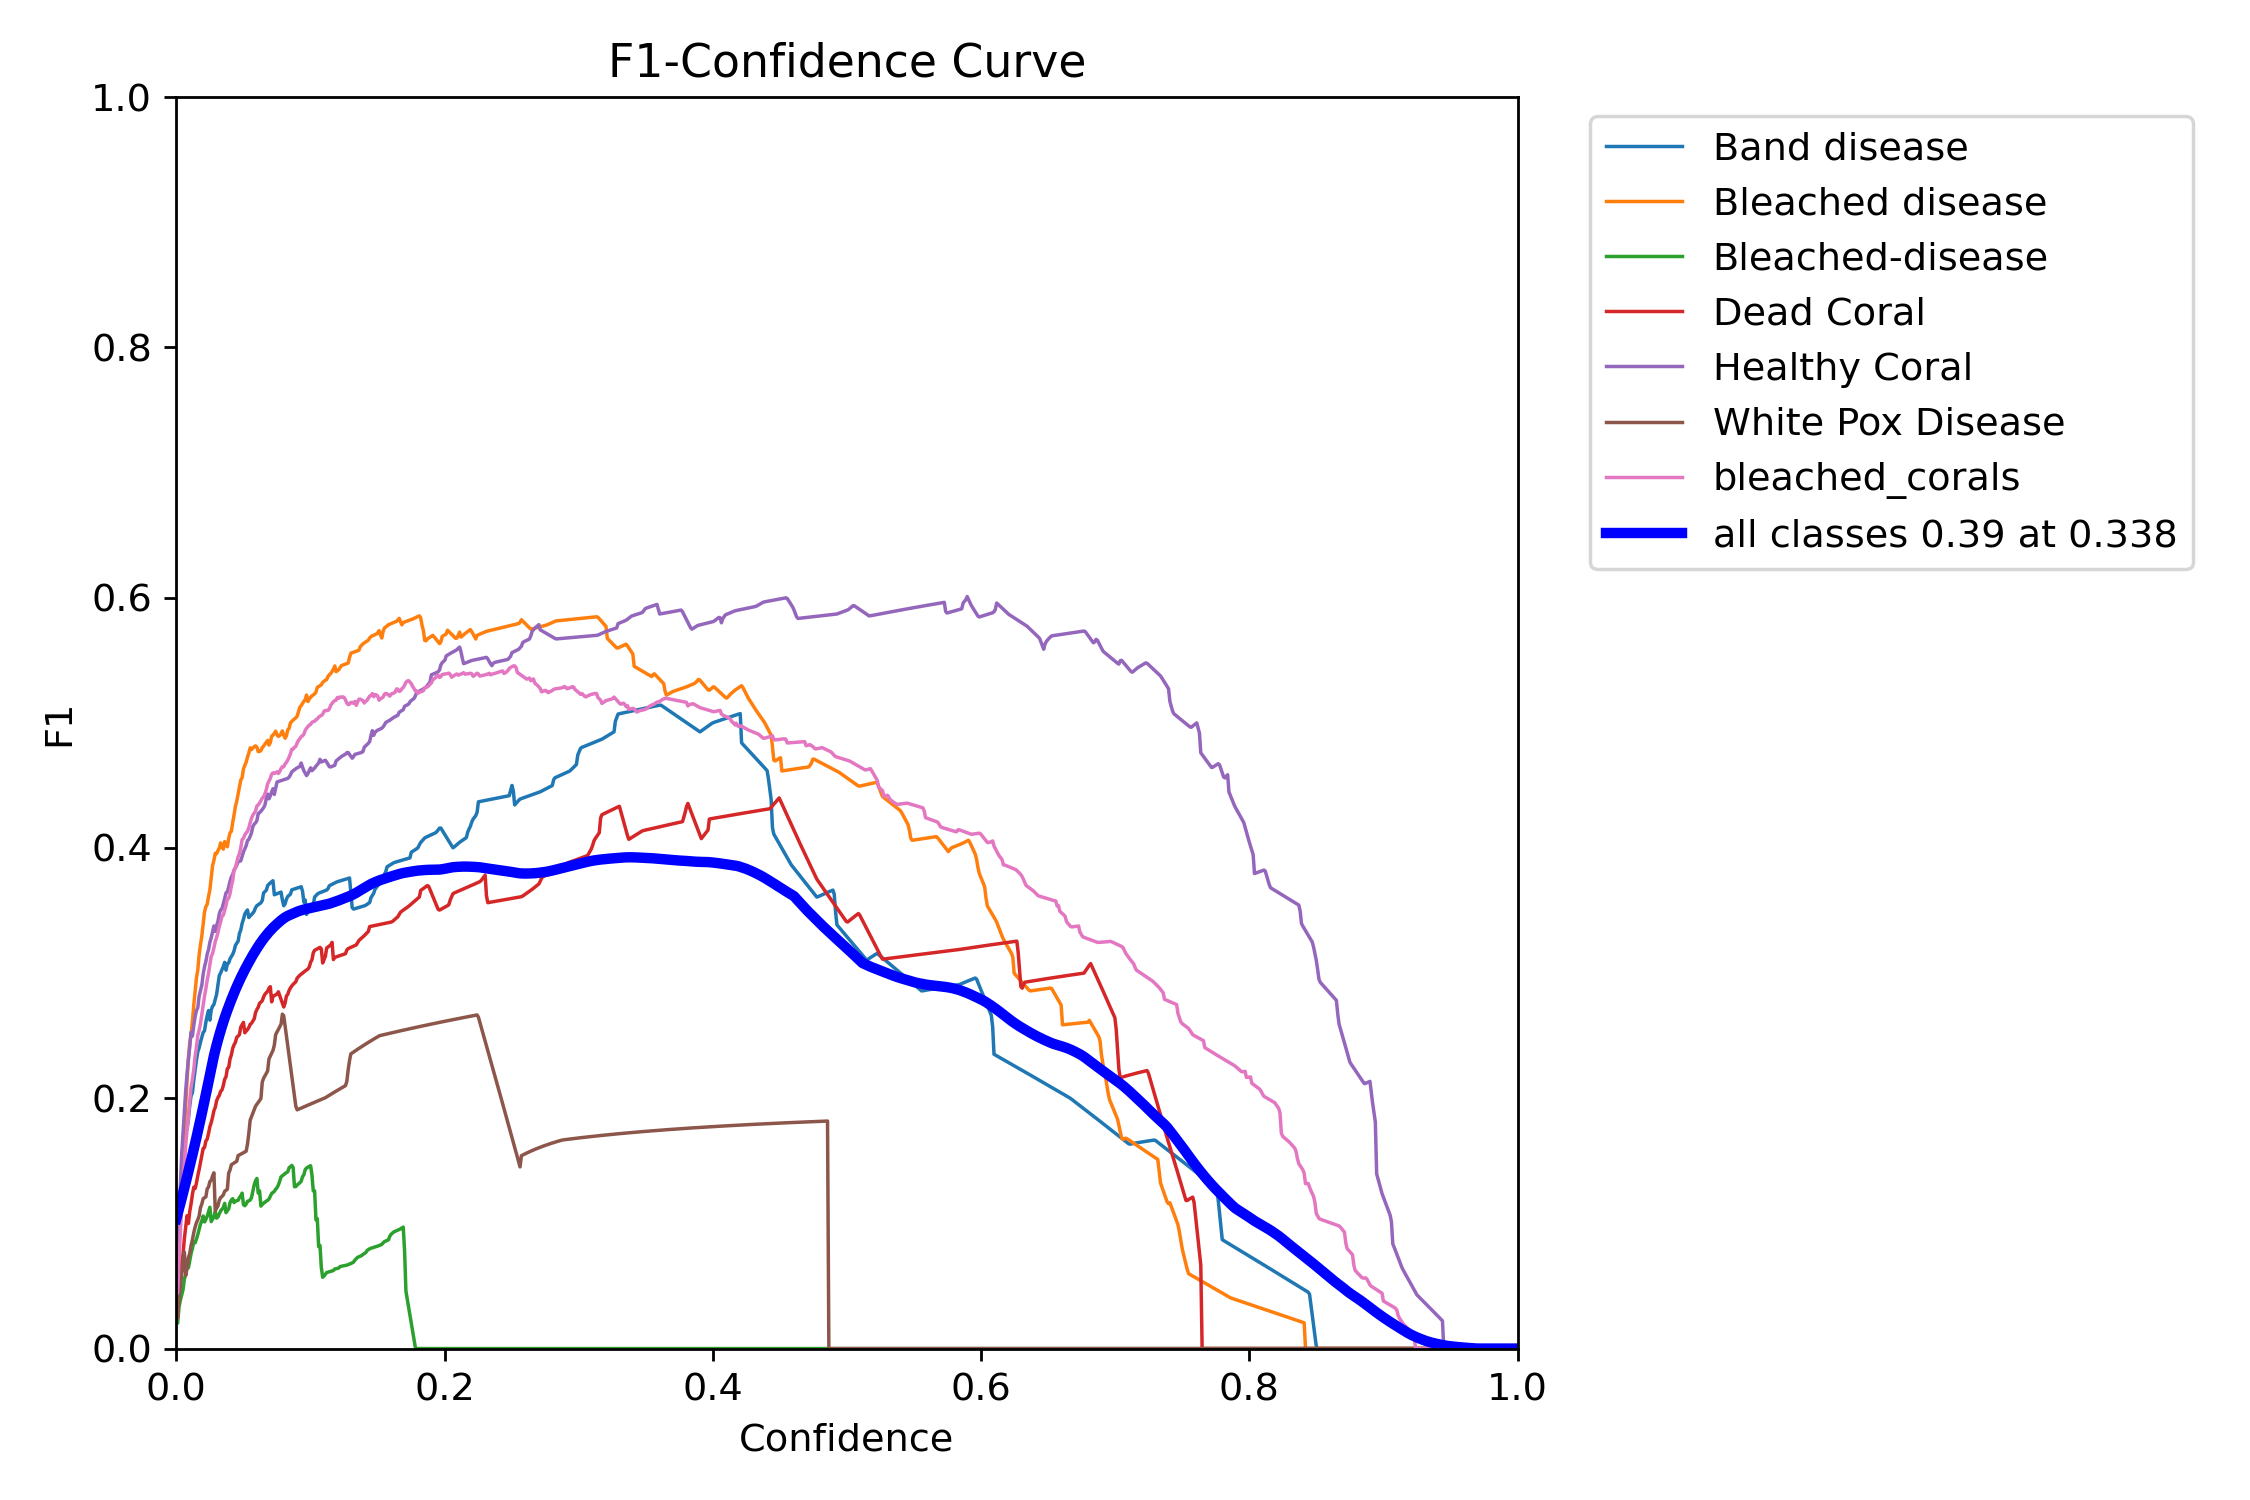 F1-Confidence Curve
1.0
0.8
0.6
0.4
0.2
0.0
F1
0.0 0.2 0.4 0.6 0.8 1.0
Confidence
Band disease
Bleached disease
Bleached-disease
Dead Coral
Healthy Coral
White Pox Disease
bleached_corals
all classes 0.39 at 0.338